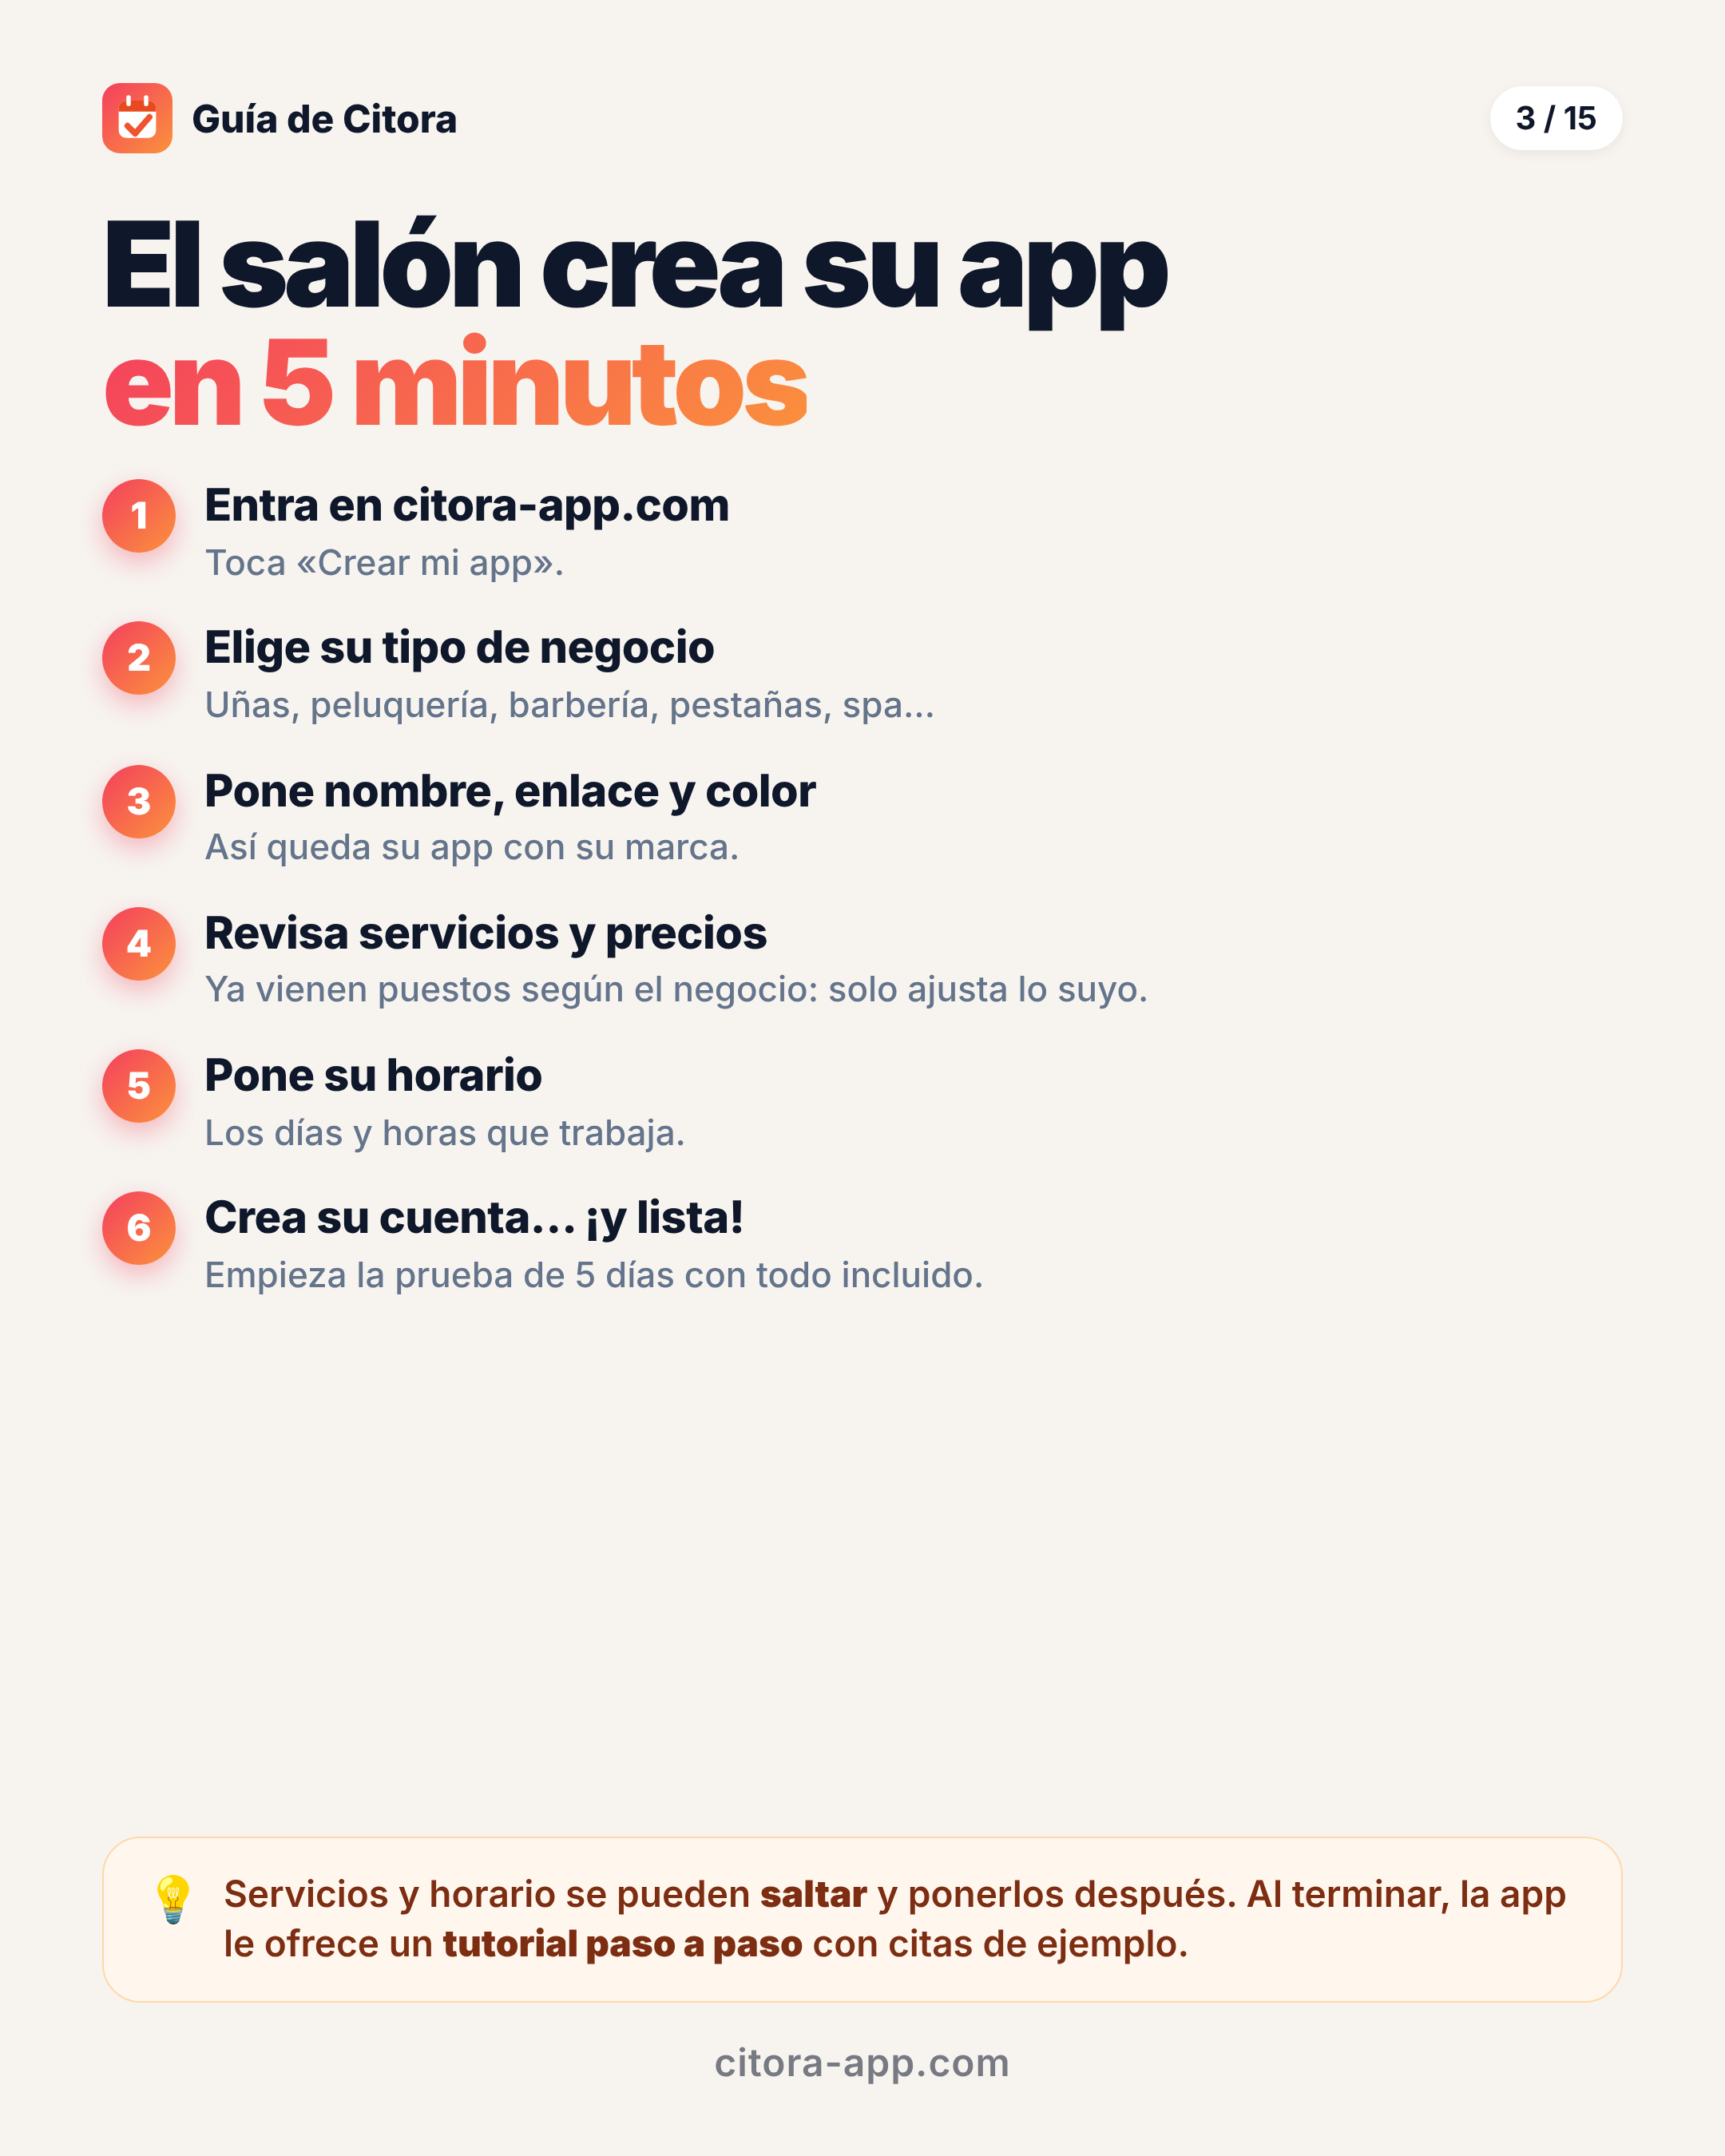 Guía de Citora
3 / 15
El salón crea su app
en 5 minutos
1
Entra en citora-app.com
Toca «Crear mi app».
2
Elige su tipo de negocio
Uñas, peluquería, barbería, pestañas, spa…
3
Pone nombre, enlace y color
Así queda su app con su marca.
4
Revisa servicios y precios
Ya vienen puestos según el negocio: solo ajusta lo suyo.
5
Pone su horario
Los días y horas que trabaja.
6
Crea su cuenta… ¡y lista!
Empieza la prueba de 5 días con todo incluido.
Servicios y horario se pueden saltar y ponerlos después. Al terminar, la app
le ofrece un tutorial paso a paso con citas de ejemplo.
citora-app.com